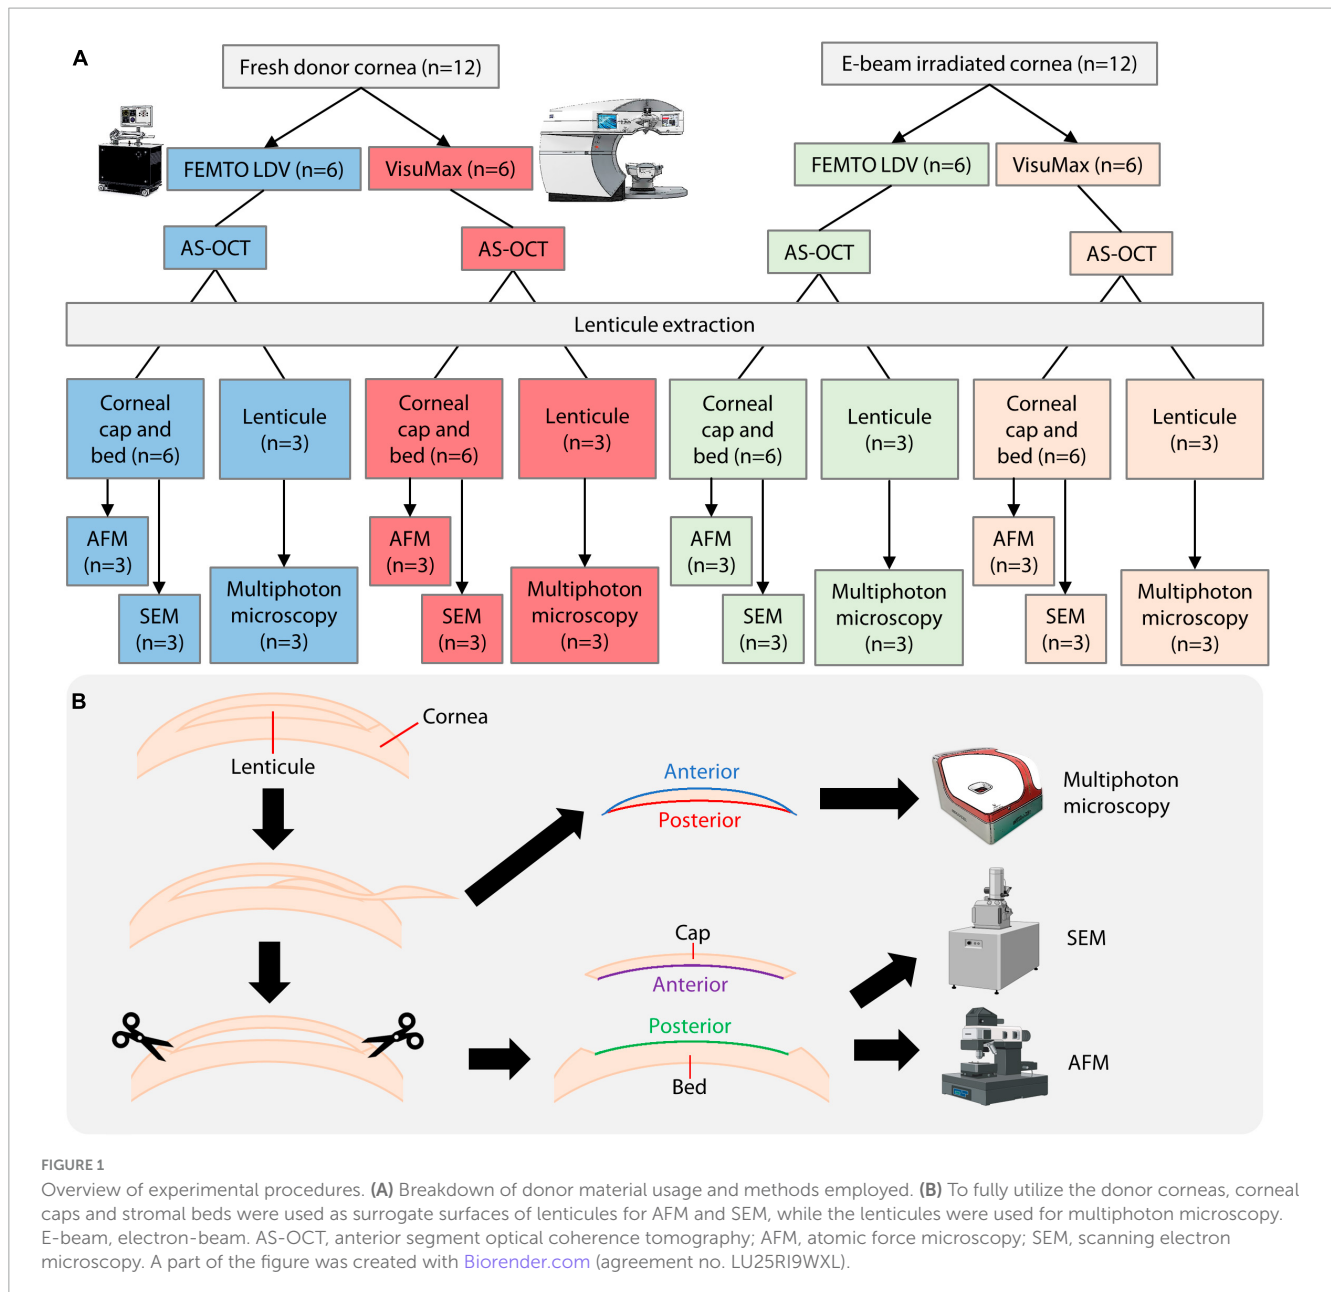 A
Fresh donor cornea (n=12)
E-beam irradiated cornea (n=12)
FEMTO LDV (n=6)
VisuMax (n=6)
FEMTO LDV (n=6)
VisuMax (n=6)
AS-OCT
AS-OCT
AS-OCT
AS-OCT
Lenticule extraction
Corneal
cap and
bed (n=6)
Lenticule
(n=3)
Corneal
cap and
bed (n=6)
Lenticule
(n=3)
Corneal
cap and
bed (n=6)
Lenticule
(n=3)
Corneal
cap and
bed (n=6)
Lenticule
(n=3)
AFM
(n=3)
SEM
(n=3)
Multiphoton
microscopy
(n=3)
AFM
(n=3)
SEM
(n=3)
Multiphoton
microscopy
(n=3)
AFM
(n=3)
SEM
(n=3)
Multiphoton
microscopy
(n=3)
AFM
(n=3)
SEM
(n=3)
Multiphoton
microscopy
(n=3)
B
Cornea
Lenticule
Anterior
Posterior
Multiphoton
microscopy
Cap
Anterior
SEM
Posterior
Bed
AFM
FIGURE 1
Overview of experimental procedures. (A) Breakdown of donor material usage and methods employed. (B) To fully utilize the donor corneas, corneal
caps and stromal beds were used as surrogate surfaces of lenticules for AFM and SEM, while the lenticules were used for multiphoton microscopy.
E-beam, electron-beam. AS-OCT, anterior segment optical coherence tomography; AFM, atomic force microscopy; SEM, scanning electron
microscopy. A part of the figure was created with Biorender.com (agreement no. LU25RI9WXL).